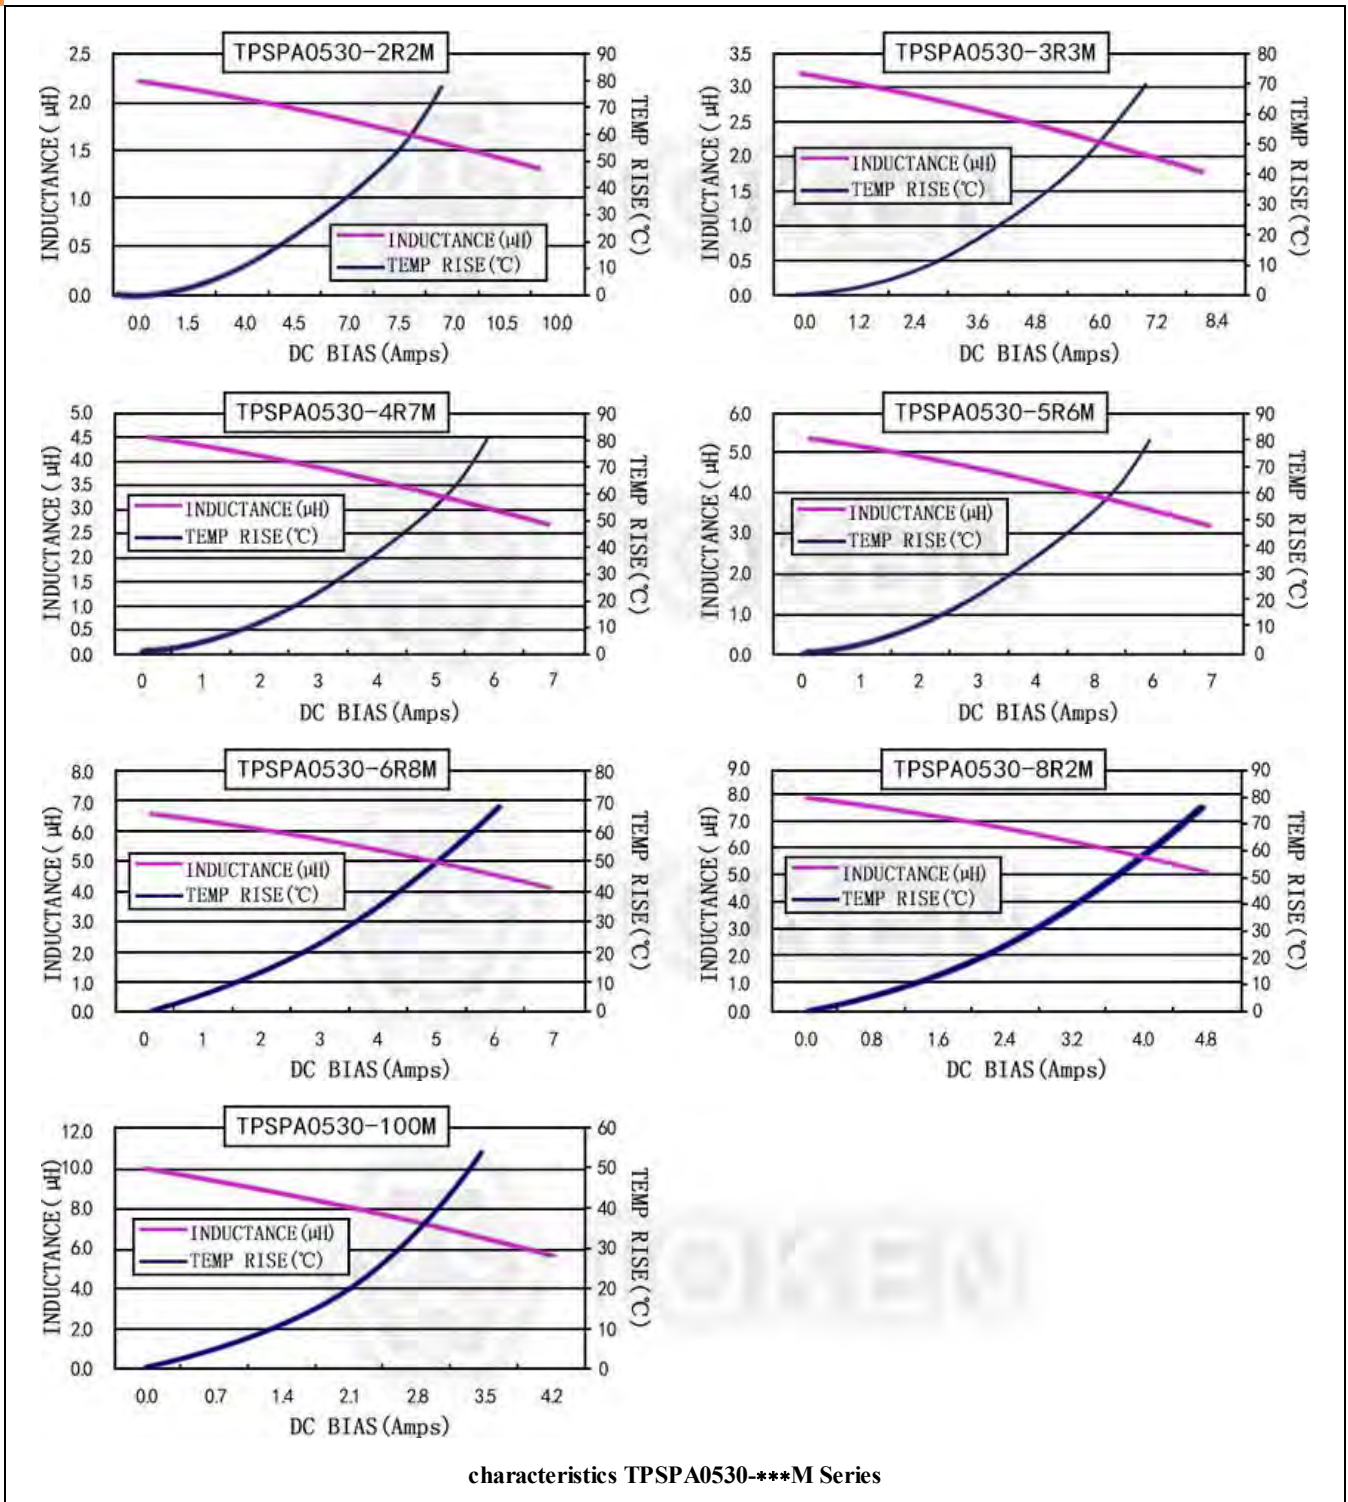 TPSPA0530-2R2M
INDUCTANCE( μH)
2.5
2.0
1.5
1.0
0.5
0.0
90
80
70
60
50
40
30
20
10
0
TEMP RISE(℃)
INDUCTANCE(μH)
TEMP RISE(℃)
0.0 1.5 4.0 4.5 7.0 7.5 7.0 10.5 10.0
DC BIAS(Amps)
TPSPA0530-3R3M
INDUCTANCE( μH)
3.5
3.0
2.5
2.0
1.5
1.0
0.5
0.0
80
70
60
50
40
30
20
10
0
TEMP RISE(℃)
INDUCTANCE(μH)
TEMP RISE(℃)
0.0 1.2 2.4 3.6 4.8 6.0 7.2 8.4
DC BIAS(Amps)
TPSPA0530-4R7M
INDUCTANCE( μH)
5.0
4.5
4.0
3.5
3.0
2.5
2.0
1.5
1.0
0.5
0.0
90
80
70
60
50
40
30
20
10
0
TEMP RISE(℃)
INDUCTANCE(μH)
TEMP RISE(℃)
0 1 2 3 4 5 6 7
DC BIAS(Amps)
TPSPA0530-5R6M
INDUCTANCE( μH)
6.0
5.0
4.0
3.0
2.0
1.0
0.0
90
80
70
60
50
40
30
20
10
0
TEMP RISE(℃)
INDUCTANCE(μH)
TEMP RISE(℃)
0 1 2 3 4 8 6 7
DC BIAS(Amps)
TPSPA0530-6R8M
INDUCTANCE( μH)
8.0
7.0
6.0
5.0
4.0
3.0
2.0
1.0
0.0
80
70
60
50
40
30
20
10
0
TEMP RISE(℃)
INDUCTANCE(μH)
TEMP RISE(℃)
0 1 2 3 4 5 6 7
DC BIAS(Amps)
TPSPA0530-8R2M
INDUCTANCE( μH)
9.0
8.0
7.0
6.0
5.0
4.0
3.0
2.0
1.0
0.0
90
80
70
60
50
40
30
20
10
0
TEMP RISE(℃)
INDUCTANCE(μH)
TEMP RISE(℃)
0.0 0.8 1.6 2.4 3.2 4.0 4.8
DC BIAS(Amps)
TPSPA0530-100M
INDUCTANCE( μH)
12.0
10.0
8.0
6.0
4.0
2.0
0.0
60
50
40
30
20
10
0
TEMP RISE(℃)
INDUCTANCE(μH)
TEMP RISE(℃)
0.0 0.7 1.4 2.1 2.8 3.5 4.2
DC BIAS(Amps)
OKEN
characteristics TPSPA0530-***M Series